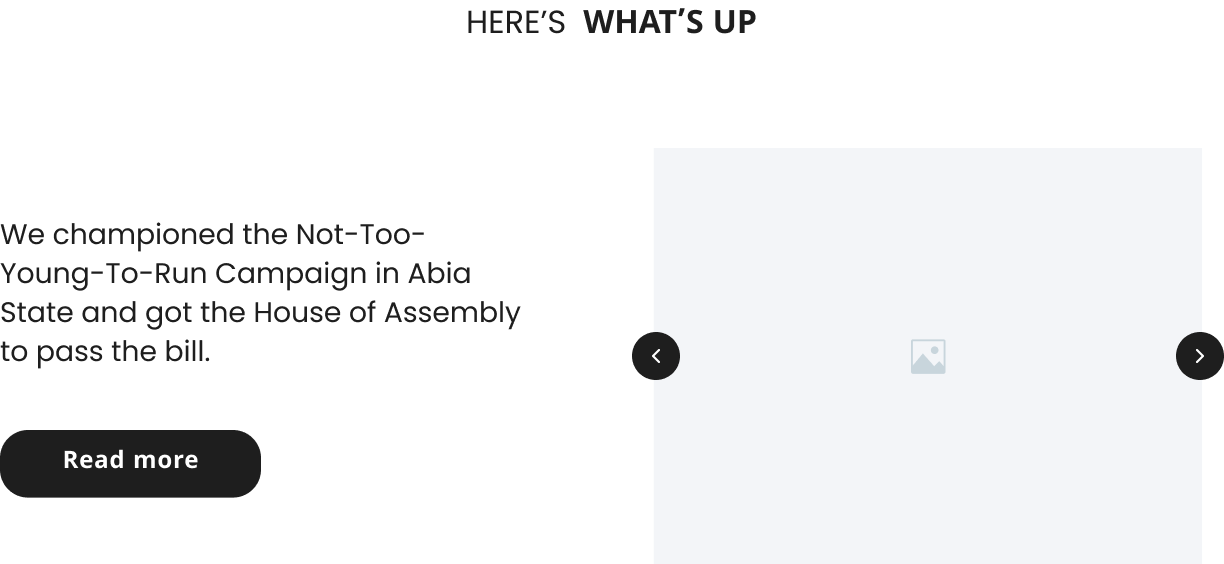 HERE’S WHAT’S UP
We championed the Not-Too-
Young-To-Run Campaign in Abia
State and got the House of Assembly
to pass the bill.
Read more